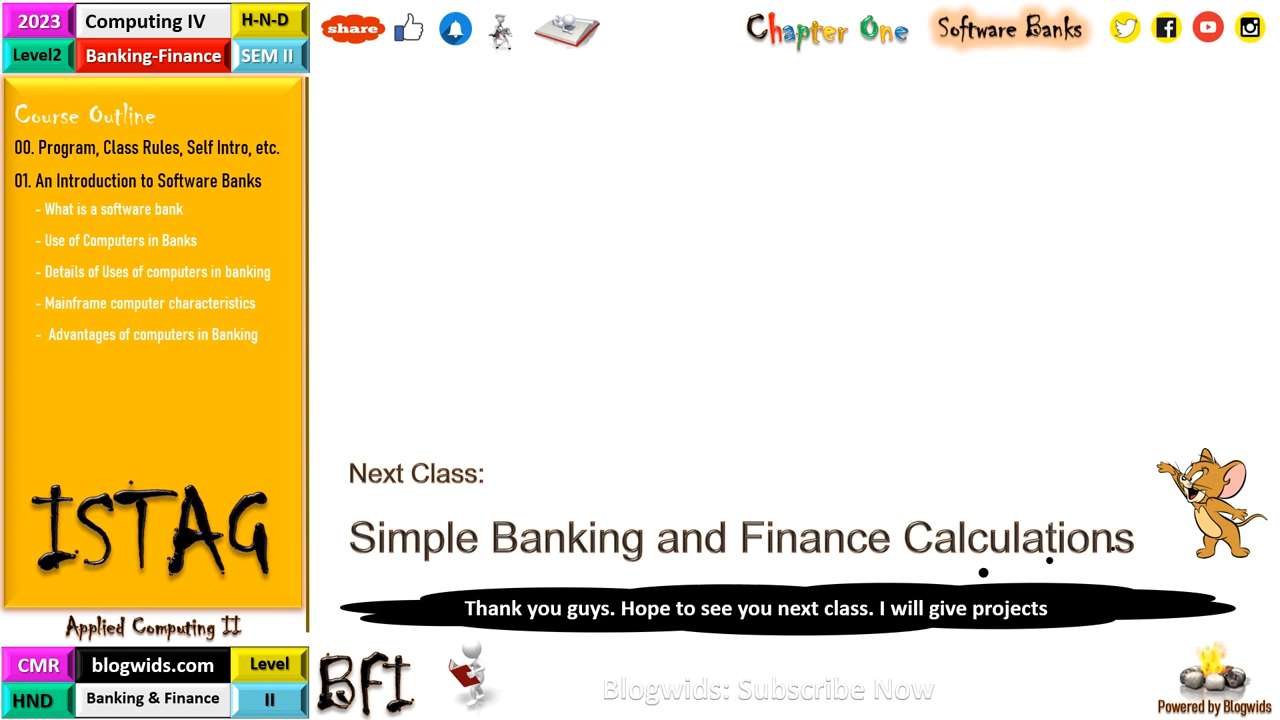 2023 Computing IV H-N-D
Level2 Banking-Finance SEM II
share
Chapter One
Software Banks
Course Outline
00. Program, Class Rules, Self Intro, etc.
01. An Introduction to Software Banks
- What is a software bank
- Use of Computers in Banks
- Details of Uses of computers in banking
- Mainframe computer characteristics
- Advantages of computers in Banking
ISTAG
Applied Computing II
Next Class:
Simple Banking and Finance Calculations
Thank you guys. Hope to see you next class. I will give projects
CMR blogwids.com Level
HND Banking & Finance II
BFI
Blogwids: Subscribe Now
Powered by Blogwids